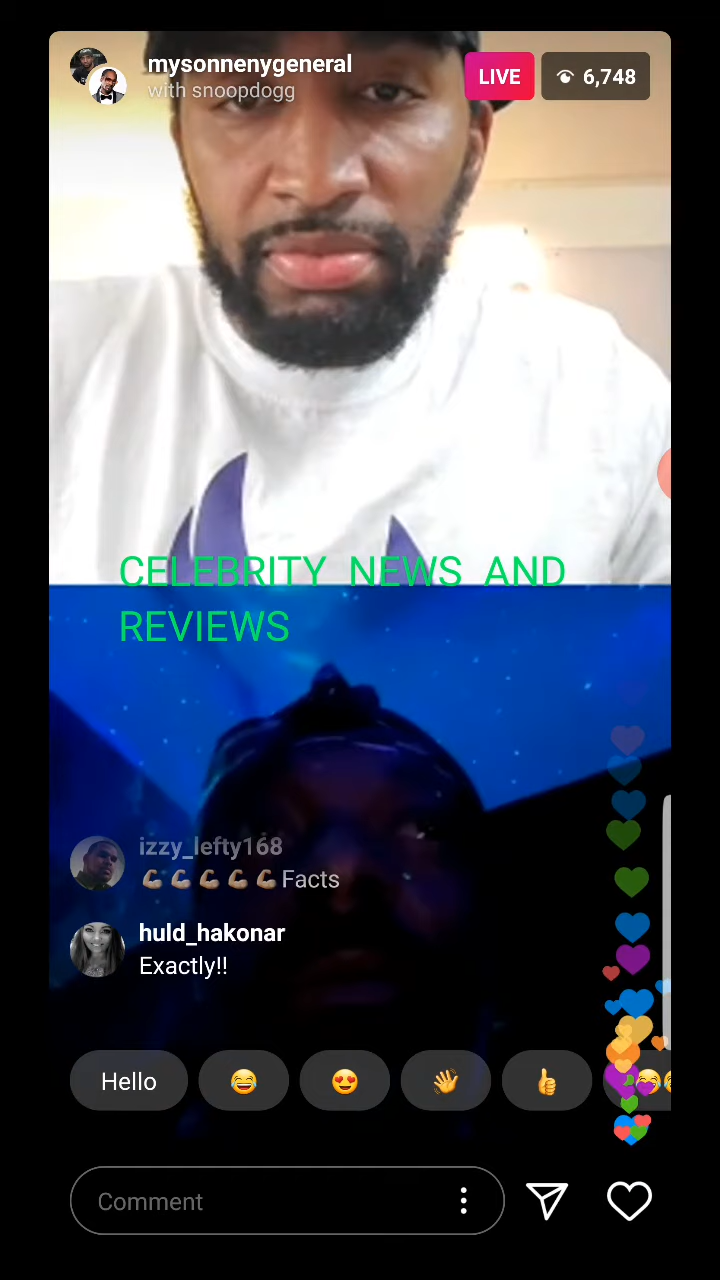 mysonnenygeneral
with snoopdogg
LIVE
6,748
CELEBRITY NEWS AND
REVIEWS
izzy_lefty168
💪🏽💪🏽💪🏽💪🏽💪🏽Facts
huld_hakonar
Exactly!!
Hello
Comment